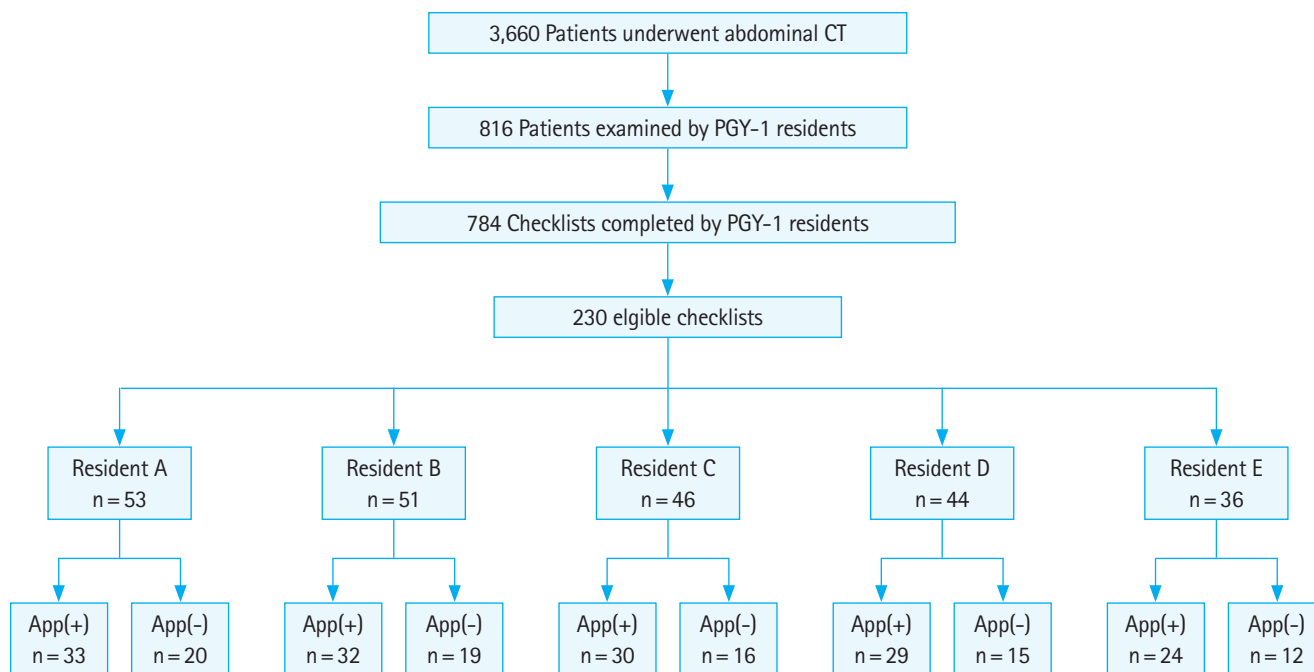 3,660 Patients underwent abdominal CT
816 Patients examined by PGY-1 residents
784 Checklists completed by PGY-1 residents
230 elgible checklists
Resident A
n = 53
Resident B
n = 51
Resident C
n = 46
Resident D
n = 44
Resident E
n = 36
App(+)
n = 33
App(-)
n = 20
App(+)
n = 32
App(-)
n = 19
App(+)
n = 30
App(-)
n = 16
App(+)
n = 29
App(-)
n = 15
App(+)
n = 24
App(-)
n = 12